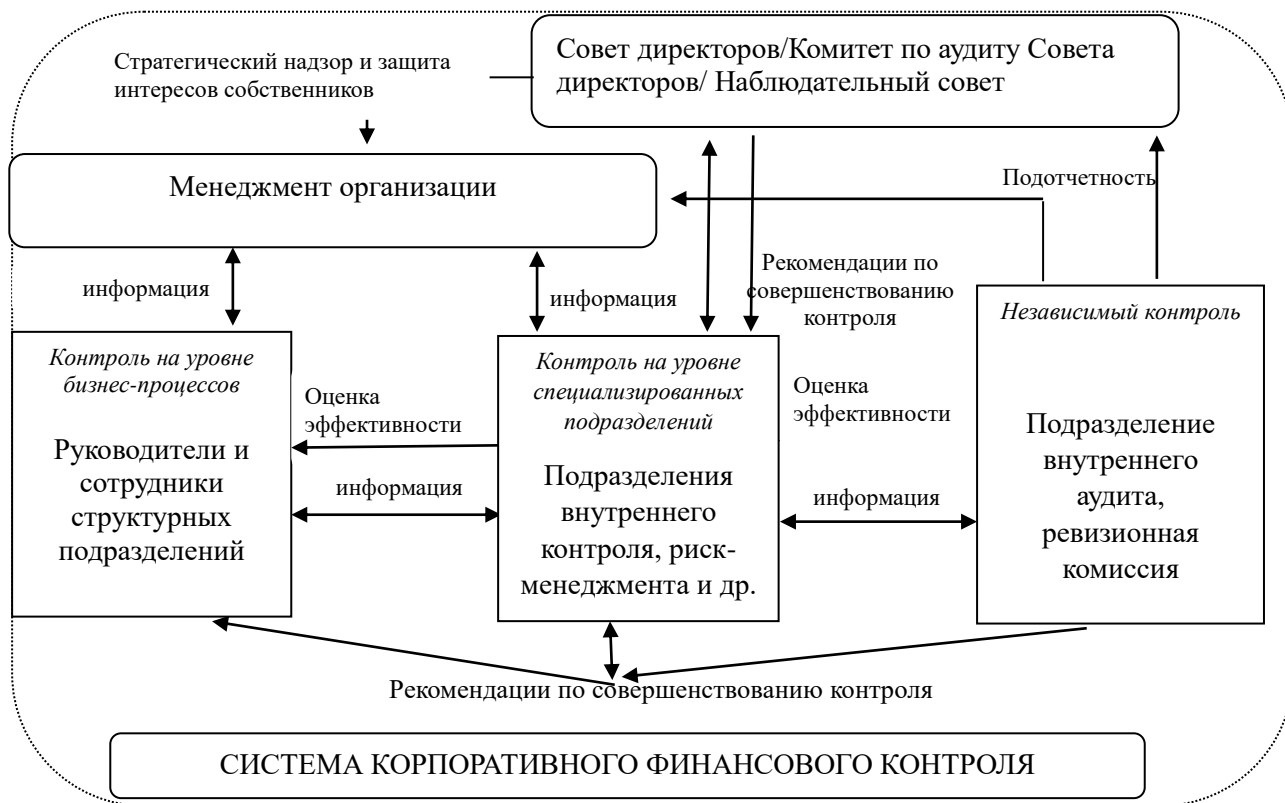 Совет директоров/Комитет по аудиту Совета
директоров/ Наблюдательный совет
Стратегический надзор и защита
интересов собственников
Менеджмент организации
Подотчетность
информация
информация
Рекомендации по
совершенствованию
контроля
Контроль на уровне
бизнес-процессов
Руководители и
сотрудники
структурных
подразделений
Оценка
эффективности
информация
Контроль на уровне
специализированных
подразделений
Подразделения
внутреннего
контроля, риск-
менеджмента и др.
Оценка
эффективности
информация
Независимый контроль
Подразделение
внутреннего
аудита,
ревизионная
комиссия
Рекомендации по совершенствованию контроля
СИСТЕМА КОРПОРАТИВНОГО ФИНАНСОВОГО КОНТРОЛЯ